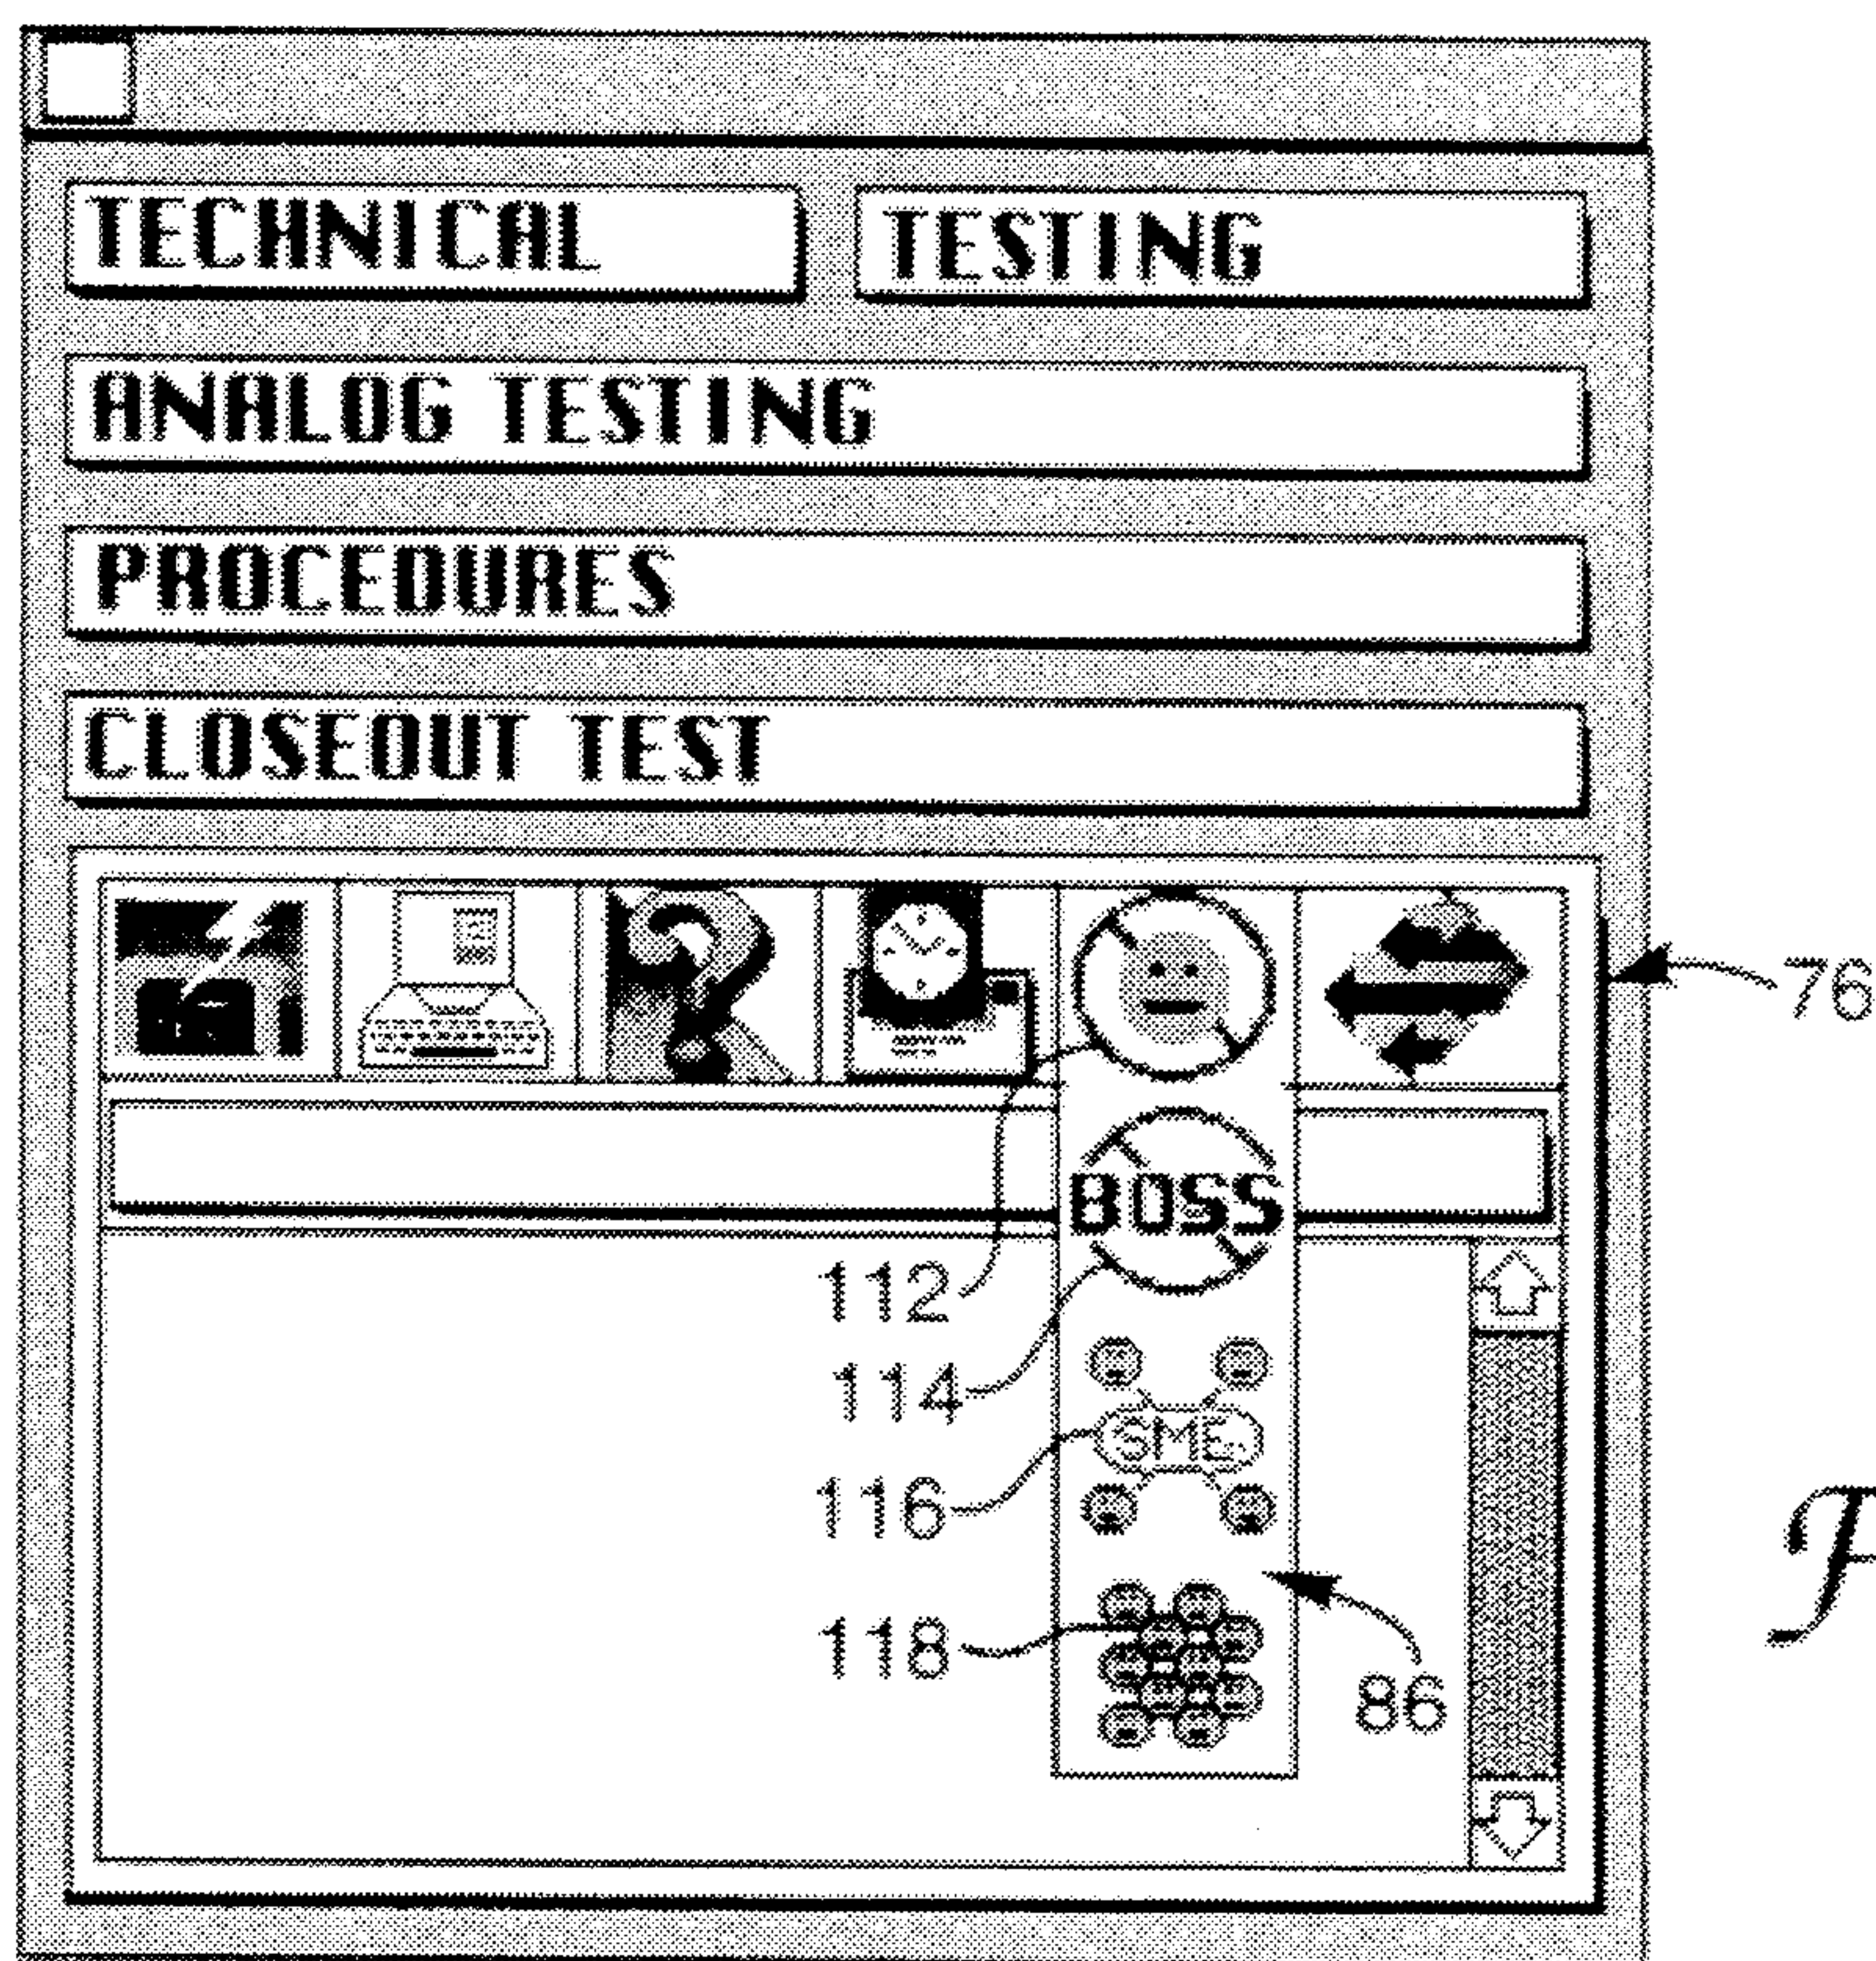 TECHNICAL
TESTING
ANALOG TESTING
PROCEDURES
CLOSEOUT TEST
76
BOSS
112
114
SME
116
118
86
F